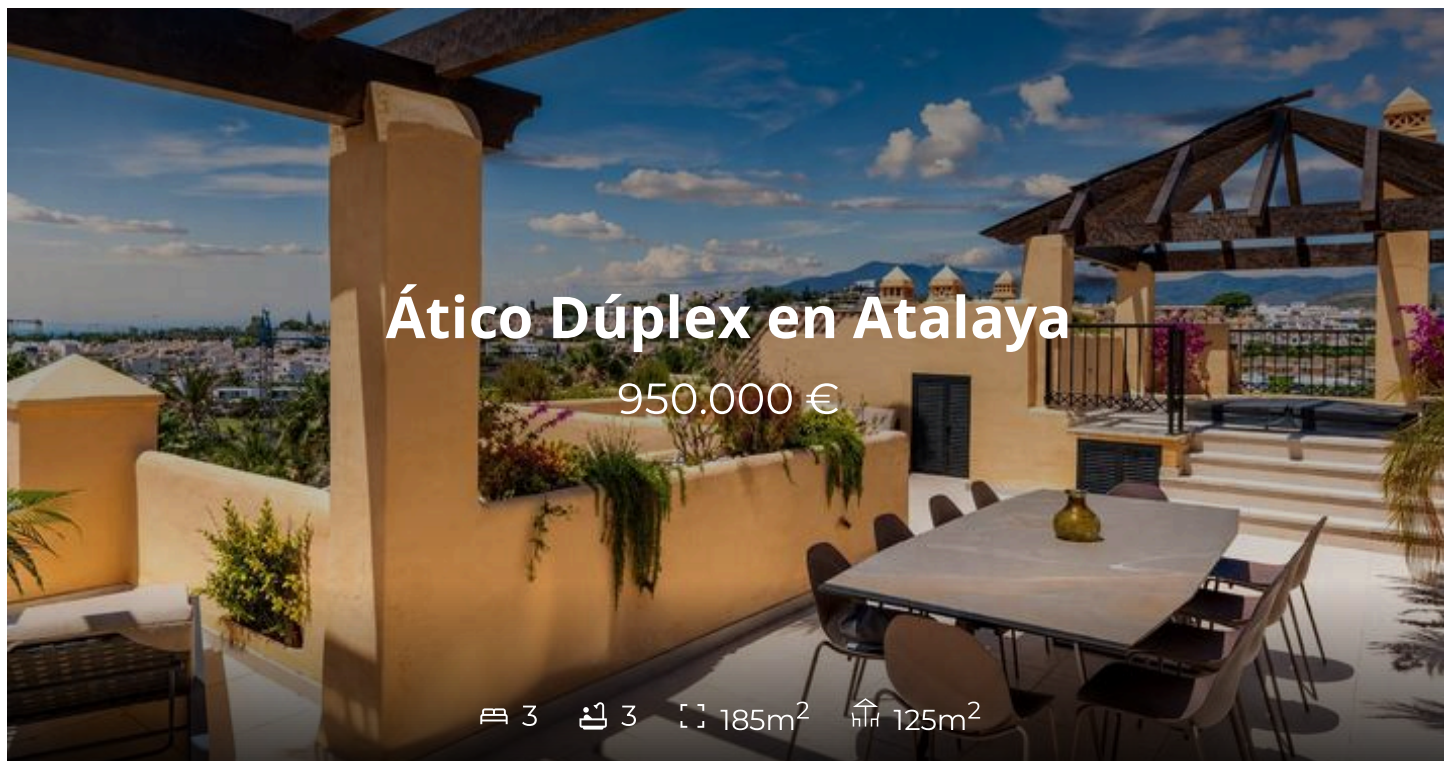 Ático Dúplex en Atalaya
950.000 €
3 3 185m² 125m²